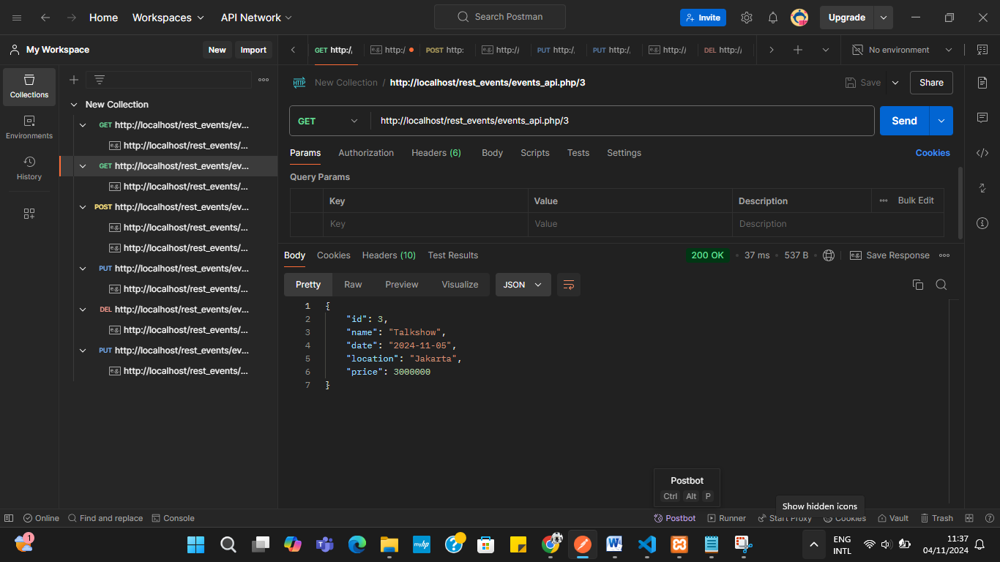 Home Workspaces API Network Search Postman Invite Upgrade
My Workspace New Import GET http:/, e.g. http:/ POST http: e.g. http:// PUT http:/, PUT http:/. e.g. http:// DEL http:// No environment
Collections
Environments
History
New Collection
GET http://localhost/rest_events/ev...
e.g. http://localhost/rest_events/...
GET http://localhost/rest_events/ev...
e.g. http://localhost/rest_events/...
POST http://localhost/rest_events/ev...
e.g. http://localhost/rest_events/...
e.g. http://localhost/rest_events/...
PUT http://localhost/rest_events/ev...
e.g. http://localhost/rest_events/...
DEL http://localhost/rest_events/ev...
e.g. http://localhost/rest_events/...
PUT http://localhost/rest_events/ev...
e.g. http://localhost/rest_events/...
HTTP New Collection / http://localhost/rest_events/events_api.php/3 Save Share
GET http://localhost/rest_events/events_api.php/3 Send
Params Authorization Headers (6) Body Scripts Tests Settings Cookies
Query Params
Key Value Description Bulk Edit
Key Value Description
Body Cookies Headers (10) Test Results 200 OK 37 ms 537 B e.g. Save Response
Pretty Raw Preview Visualize JSON
1 {
2 "id": 3,
3 "name": "Talkshow",
4 "date": "2024-11-05",
5 "location": "Jakarta",
6 "price": 3000000
7 }
Postbot
Ctrl Alt P
Show hidden icons
Online Find and replace Console Postbot Runner Start Proxy Cookies Vault Trash
1 myhp ENG
INTL
11:37
04/11/2024